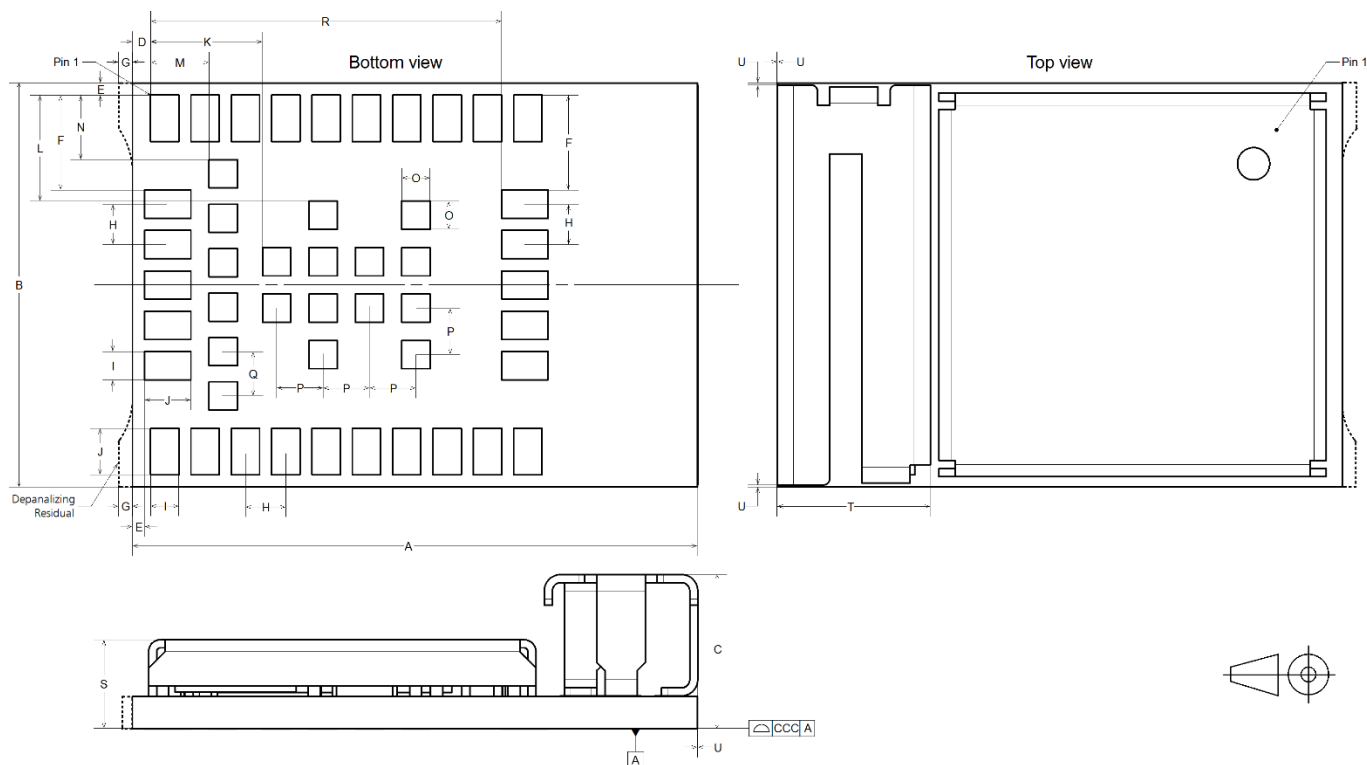 R
D K
G M U U
Pin 1 Bottom view Top view Pin 1
E
N
F L F
O
O
H H
B
P
I Q
P P P
J
J
Depanalizing
Residual
G I H U T
E
A
C
S
CCC A
U
A